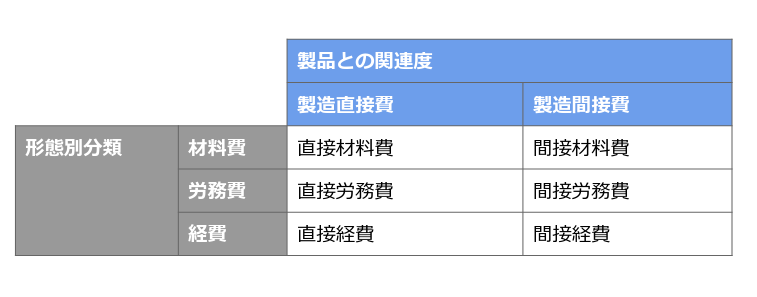 製品との関連度
製造直接費 製造間接費
形態別分類 材料費 直接材料費 間接材料費
労務費 直接労務費 間接労務費
経費 直接経費 間接経費